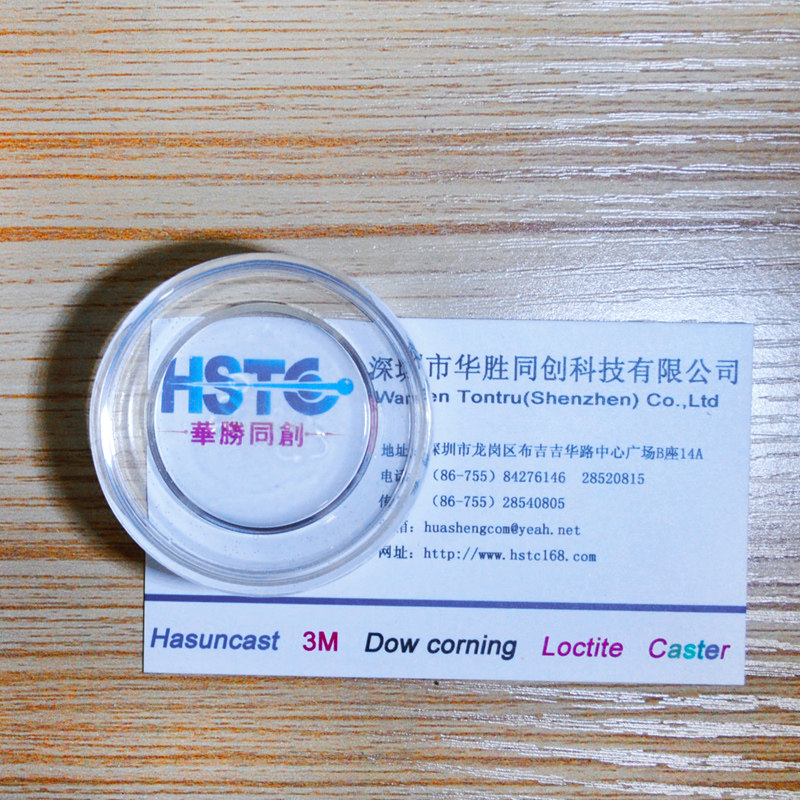 HSTC
華勝同創
深圳市华胜同创科技有限公司
Tontru(Shenzhen) Co.,Ltd
地址：深圳市龙岗区布吉吉华路中心广场B座14A
电话：（86-755）84276146 28520815
（86-755）28540805
huashengcom@yeah.net
网址：http://www.hstc168.com
Hasuncast 3M Dow corning Loctite Caster